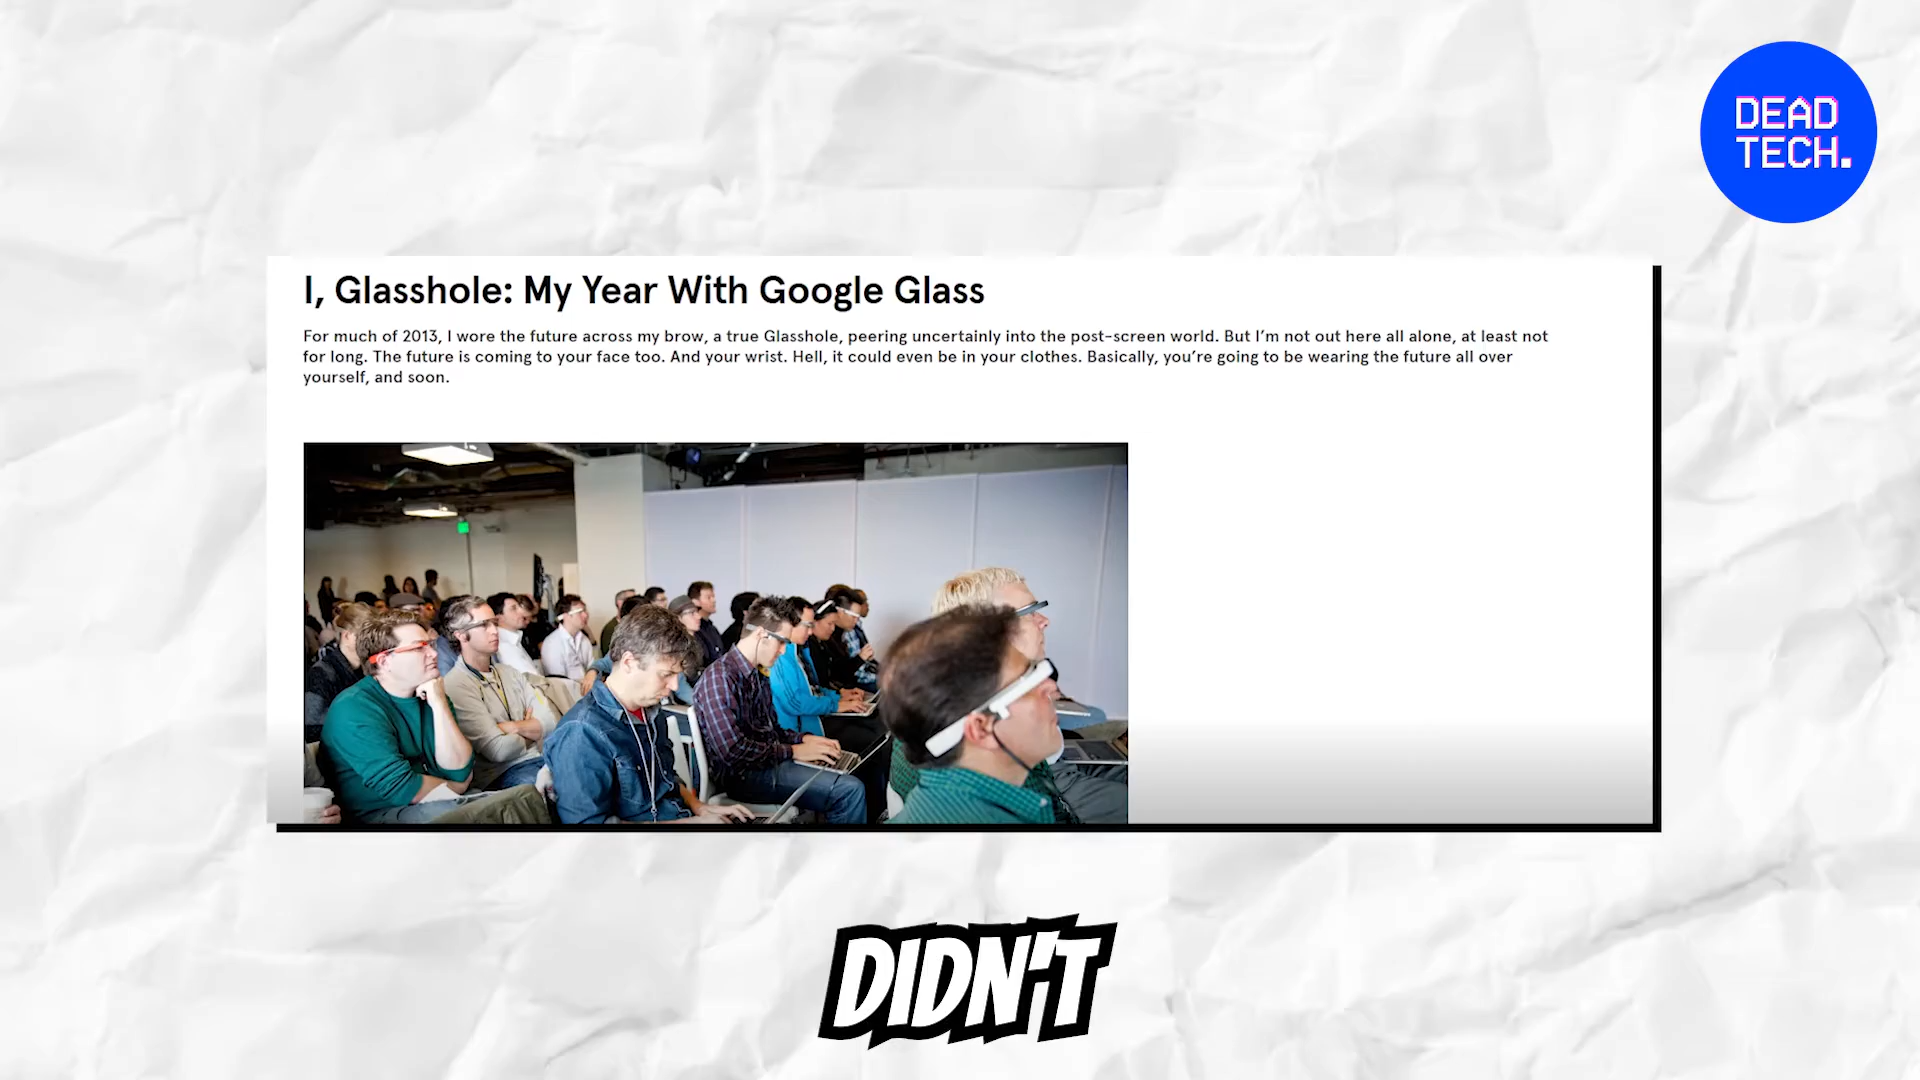 DEAD
TECH.
I, Glasshole: My Year With Google Glass
For much of 2013, I wore the future across my brow, a true Glasshole, peering uncertainly into the post-screen world. But I’m not out here all alone, at least not
for long. The future is coming to your face too. And your wrist. Hell, it could even be in your clothes. Basically, you’re going to be wearing the future all over
yourself, and soon.
DIDN'T